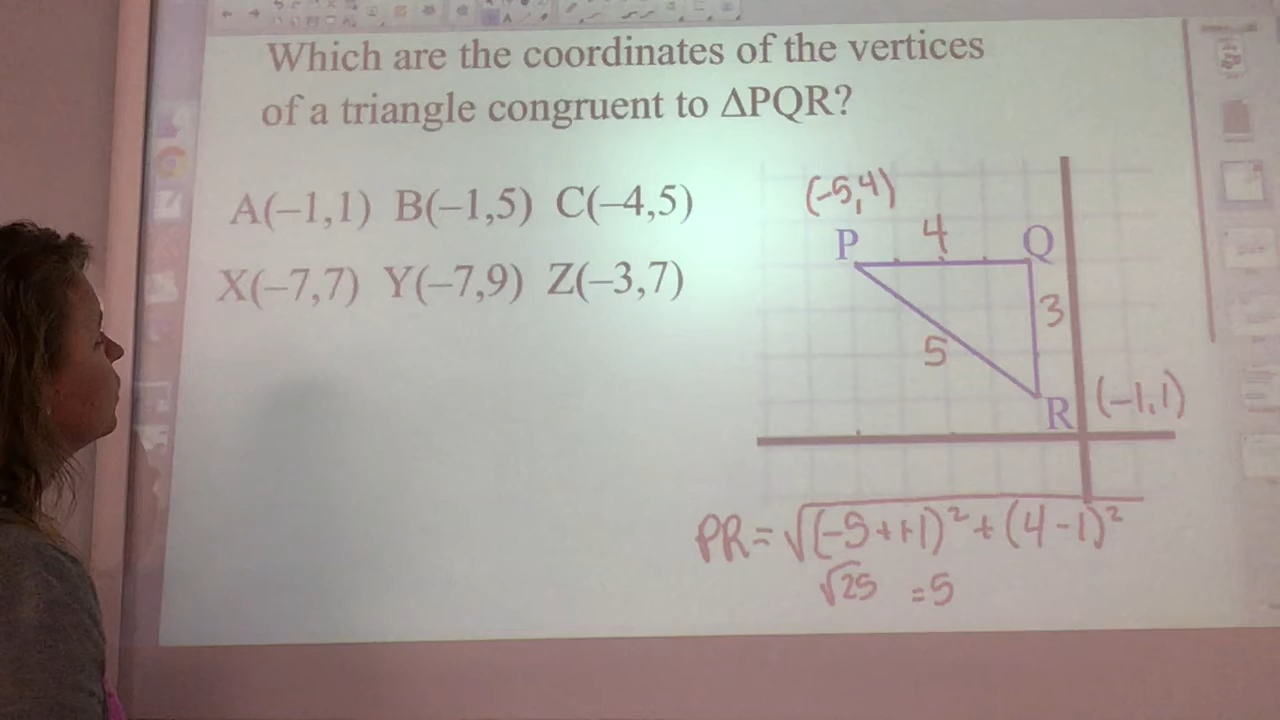 Which are the coordinates of the vertices
of a triangle congruent to ΔPQR?
A(–1,1) B(–1,5) C(–4,5)
X(–7,7) Y(–7,9) Z(–3,7)
(-5,4)
P 4 Q
3
5
R (-1,1)
PR = √(-5++1)² + (4-1)²
√25 = 5